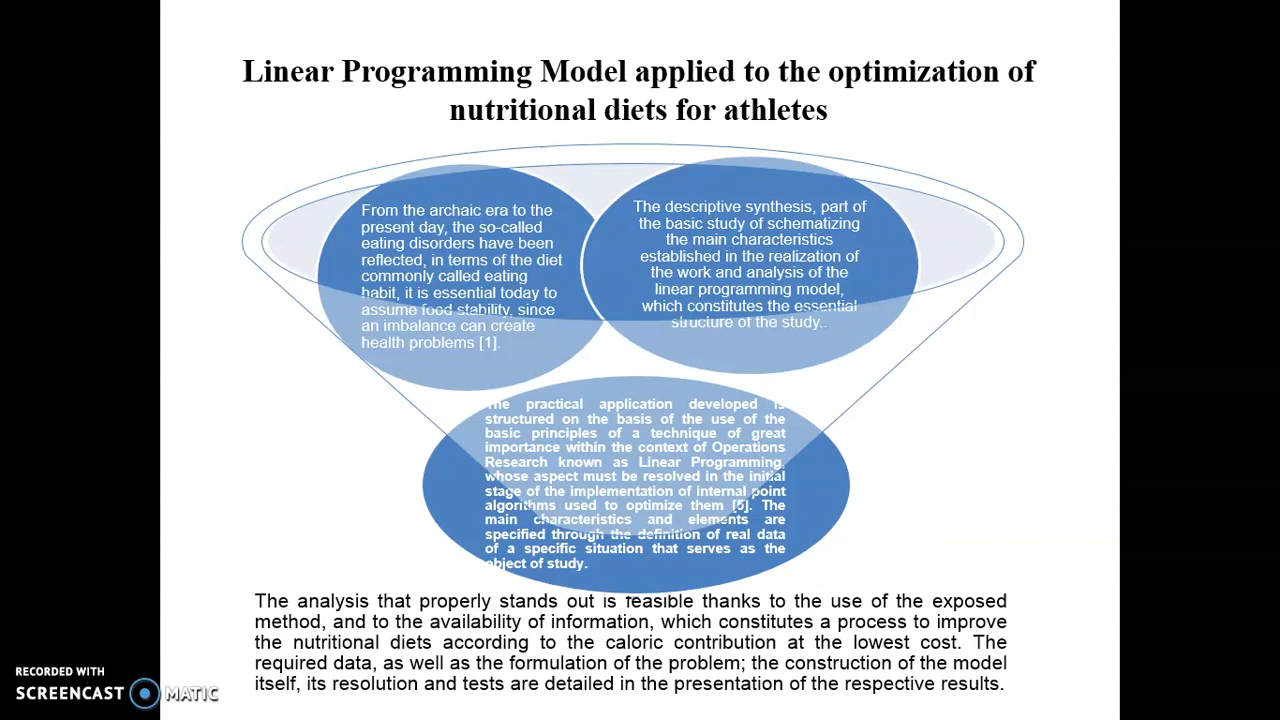 Linear Programming Model applied to the optimization of
nutritional diets for athletes
From the archaic era to the
present day, the so-called
eating disorders have been
reflected, in terms of the diet
commonly called eating
habit, it is essential today to
assume food stability, since
an imbalance can create
health problems [1].
The descriptive synthesis, part of
the basic study of schematizing
the main characteristics
established in the realization of
the work and analysis of the
linear programming model,
which constitutes the essential
structure of the study..
The practical application developed is
structured on the basis of the use of the
basic principles of a technique of great
importance within the context of Operations
Research known as Linear Programming,
whose aspect must be resolved in the initial
stage of the implementation of internal point
algorithms used to optimize them [5]. The
main characteristics and elements are
specified through the definition of real data
of a specific situation that serves as the
object of study.
The analysis that properly stands out is feasible thanks to the use of the exposed
method, and to the availability of information, which constitutes a process to improve
the nutritional diets according to the caloric contribution at the lowest cost. The
required data, as well as the formulation of the problem; the construction of the model
itself, its resolution and tests are detailed in the presentation of the respective results.
RECORDED WITH
SCREENCAST MATIC